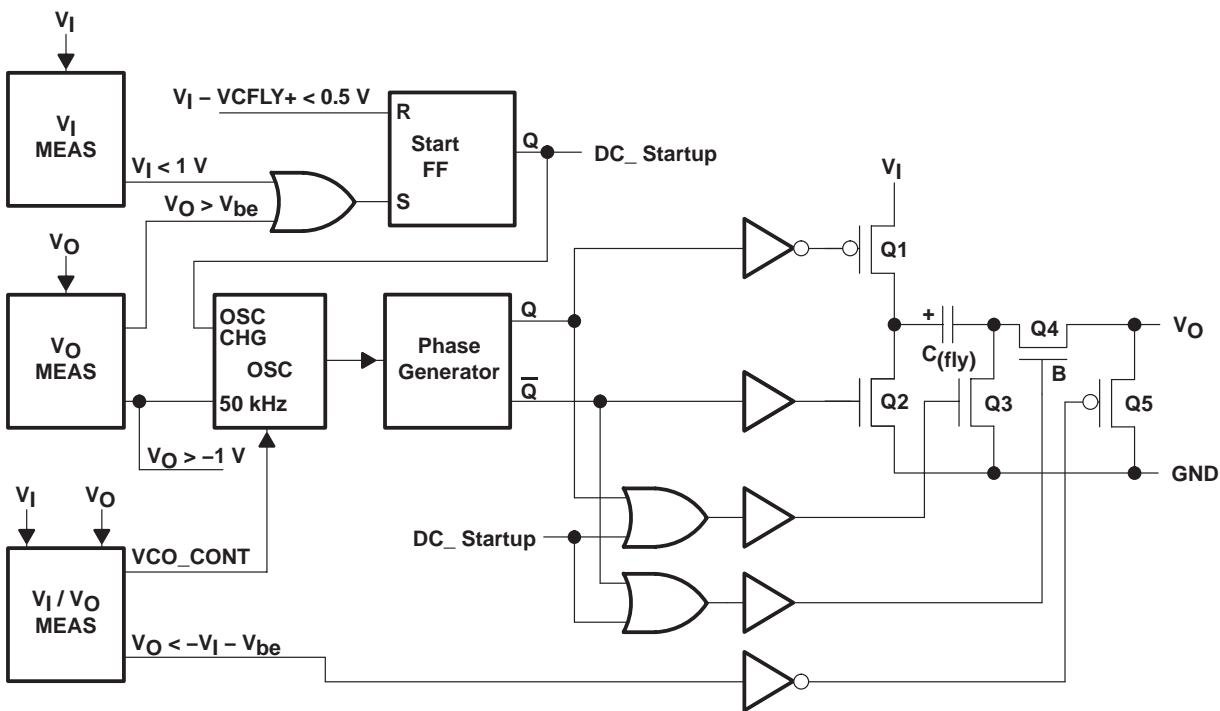 VI
VI
MEAS
VI – VCFLY+ < 0.5 V
R
Start
FF
Q
S
DC_ Startup
VI < 1 V
VO > Vbe
VO
VO
MEAS
OSC
CHG
OSC
50 kHz
VO > –1 V
Phase
Generator
Q
Q̅
VI
Q1
Q2
+
C(fly)
Q3
Q4
B
Q5
VO
GND
DC_ Startup
VI
VO
VI / VO
MEAS
VCO_CONT
VO < –VI – Vbe